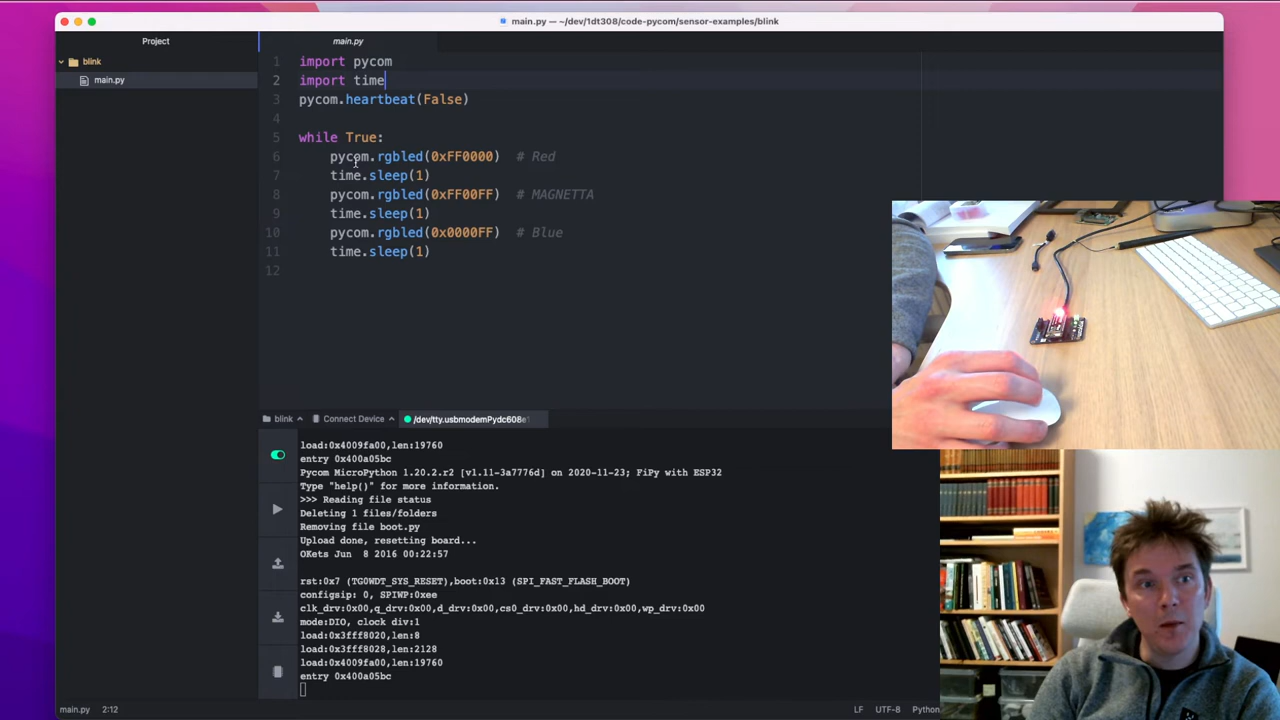 main.py — ~/dev/1dt308/code-pycom/sensor-examples/blink
Project
main.py
blink
main.py
1 import pycom
2 import time
3 pycom.heartbeat(False)
4
5 while True:
6 pycom.rgbled(0xFF0000) # Red
7 time.sleep(1)
8 pycom.rgbled(0xFF00FF) # MAGNETTA
9 time.sleep(1)
10 pycom.rgbled(0x0000FF) # Blue
11 time.sleep(1)
12
blink Connect Device /dev/tty.usbmodemPydc608e1
load:0x4009fa00,len:19760
entry 0x400a05bc
Pycom MicroPython 1.20.2.r2 [v1.11-3a7776d] on 2020-11-23; FiPy with ESP32
Type "help()" for more information.
>>> Reading file status
Deleting 1 files/folders
Removing file boot.py
Upload done, resetting board...
OKets Jun 8 2016 00:22:57
rst:0x7 (TG0WDT_SYS_RESET),boot:0x13 (SPI_FAST_FLASH_BOOT)
configsip: 0, SPIWP:0xee
clk_drv:0x00,q_drv:0x00,d_drv:0x00,cs0_drv:0x00,hd_drv:0x00,wp_drv:0x00
mode:DIO, clock div:1
load:0x3fff8020,len:8
load:0x3fff8028,len:2128
load:0x4009fa00,len:19760
entry 0x400a05bc
main.py 2:12 LF UTF-8 Python